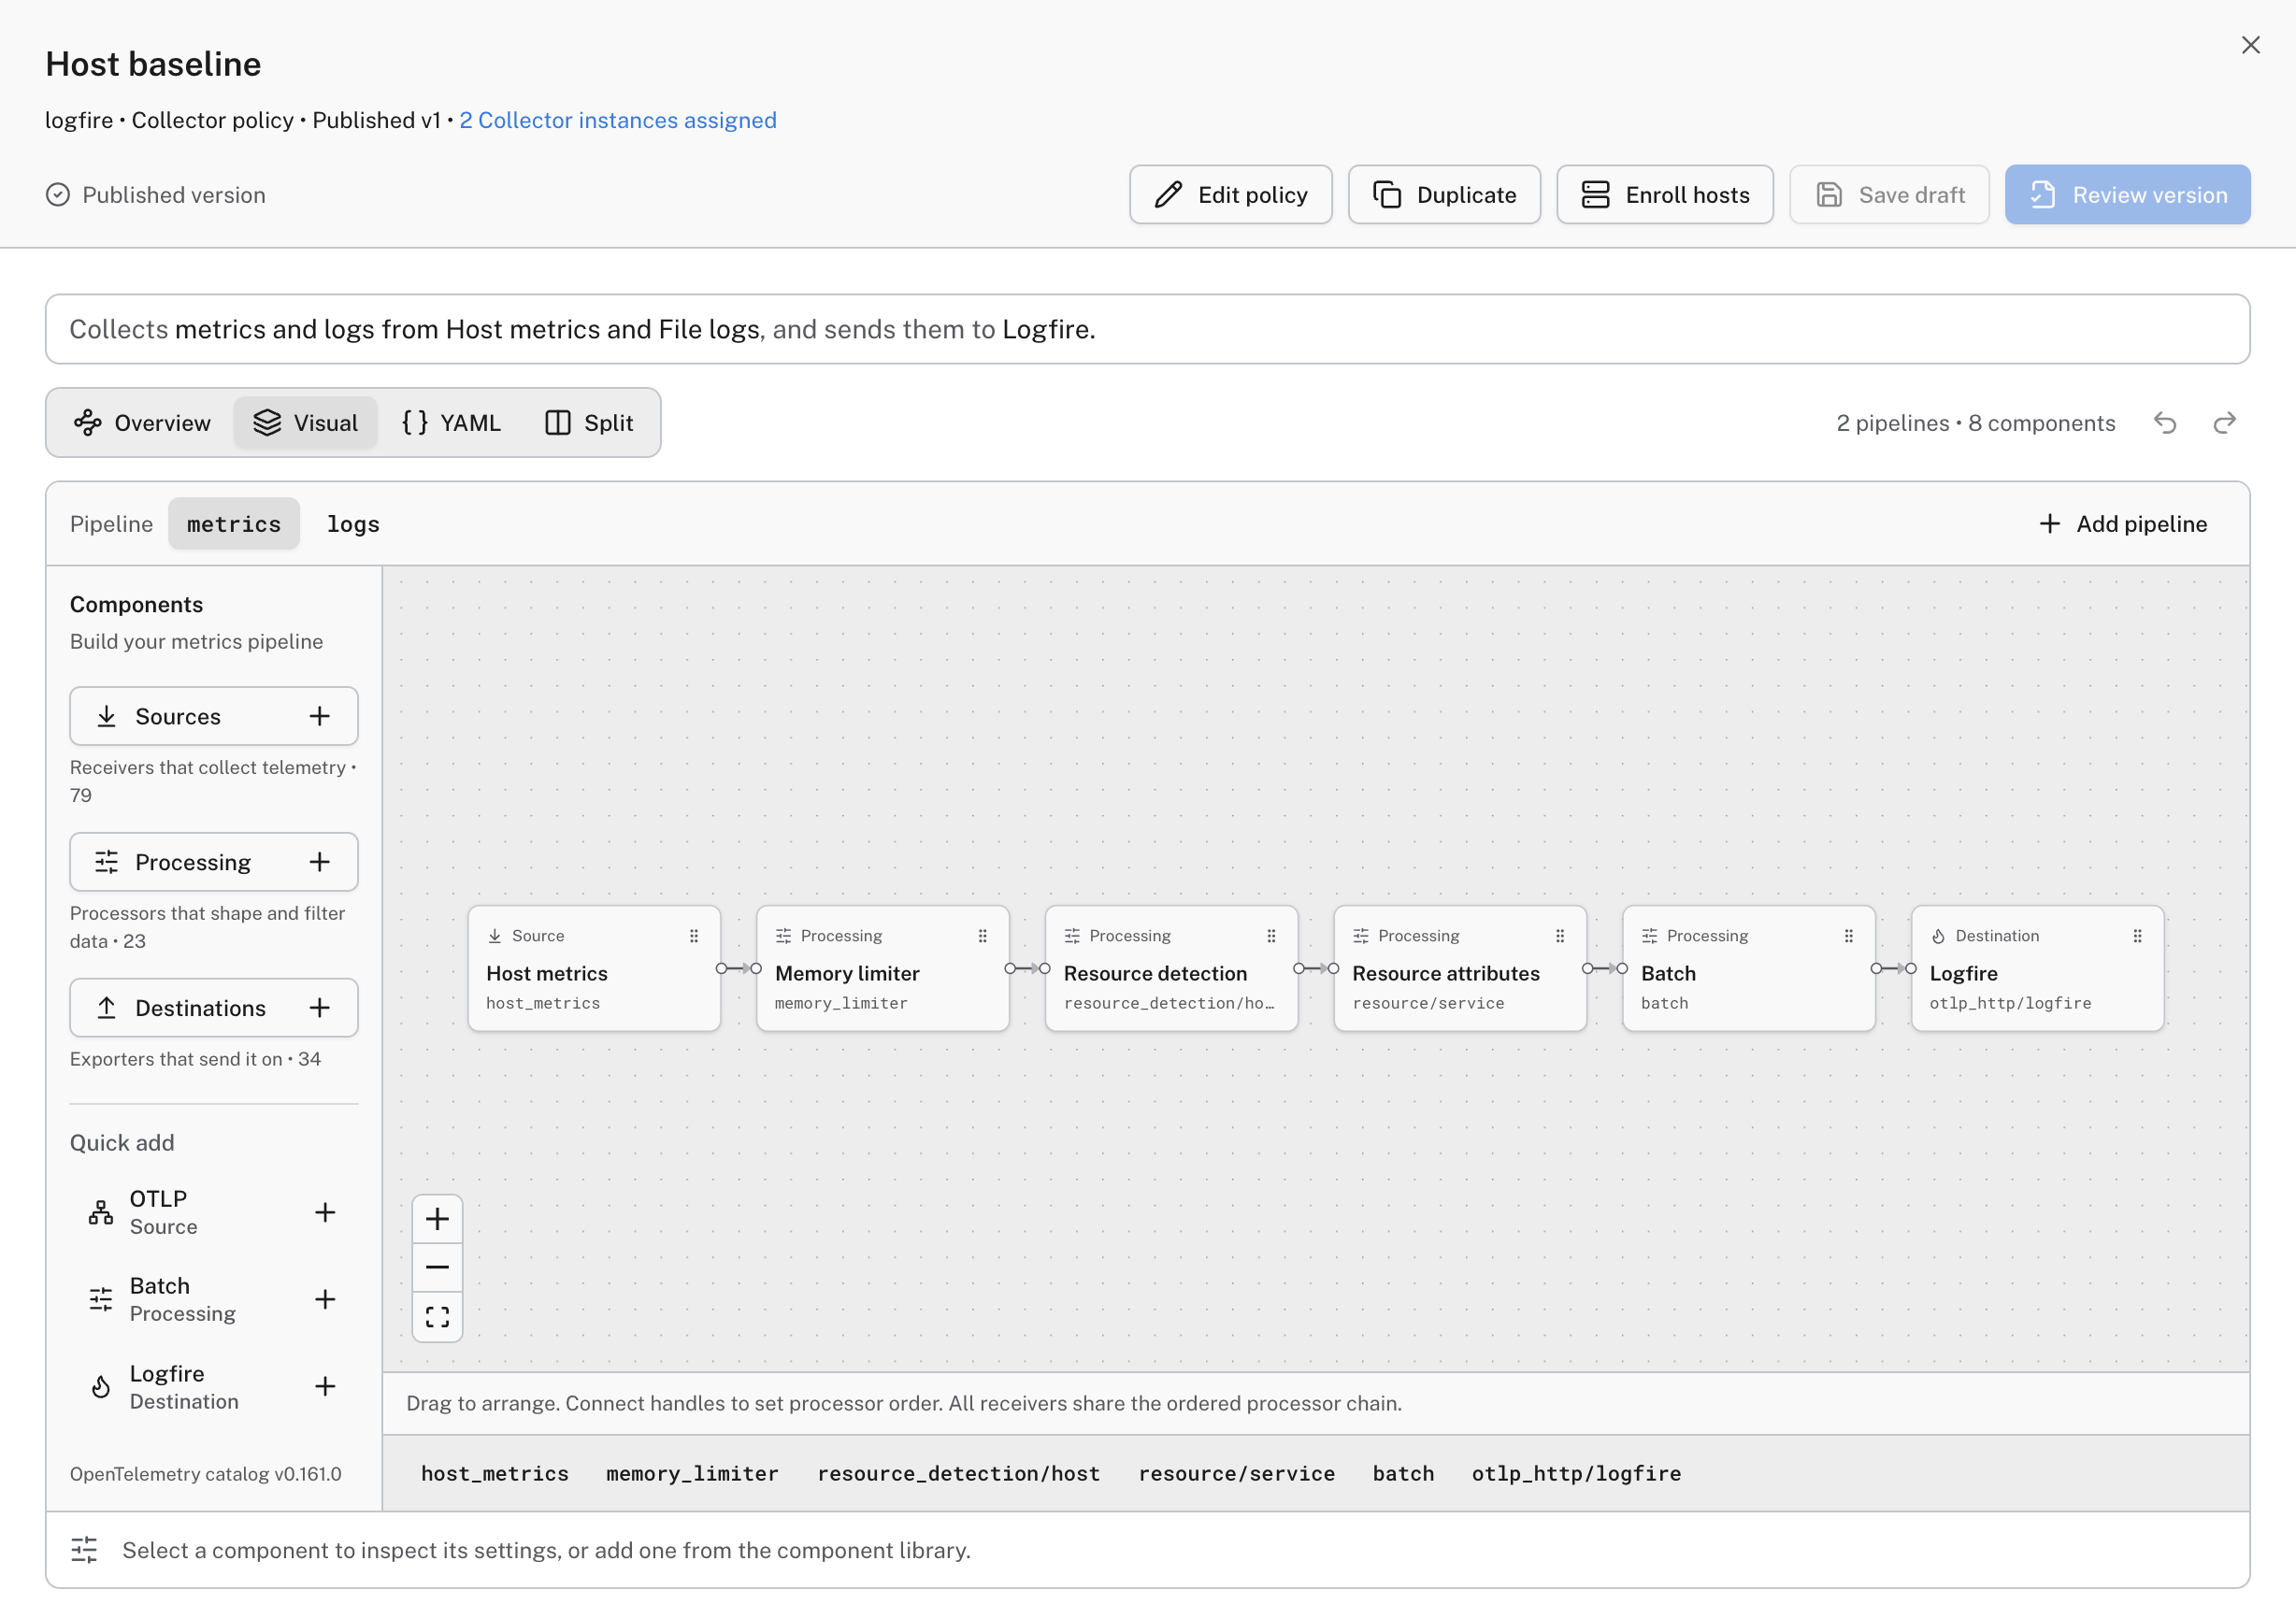 Host baseline
logfire • Collector policy • Published v1 • 2 Collector instances assigned
Published version
Edit policy
Duplicate
Enroll hosts
Save draft
Review version
Collects metrics and logs from Host metrics and File logs, and sends them to Logfire.
Overview
Visual
{ } YAML
Split
2 pipelines • 8 components
Pipeline
metrics
logs
Add pipeline
Components
Build your metrics pipeline
Sources
Receivers that collect telemetry •
79
Processing
Processors that shape and filter
data • 23
Destinations
Exporters that send it on • 34
Quick add
OTLP
Source
Batch
Processing
Logfire
Destination
OpenTelemetry catalog v0.161.0
Source
Host metrics
host_metrics
Processing
Memory limiter
memory_limiter
Processing
Resource detection
resource_detection/ho…
Processing
Resource attributes
resource/service
Processing
Batch
batch
Destination
Logfire
otlp_http/logfire
Drag to arrange. Connect handles to set processor order. All receivers share the ordered processor chain.
host_metrics memory_limiter resource_detection/host resource/service batch otlp_http/logfire
Select a component to inspect its settings, or add one from the component library.